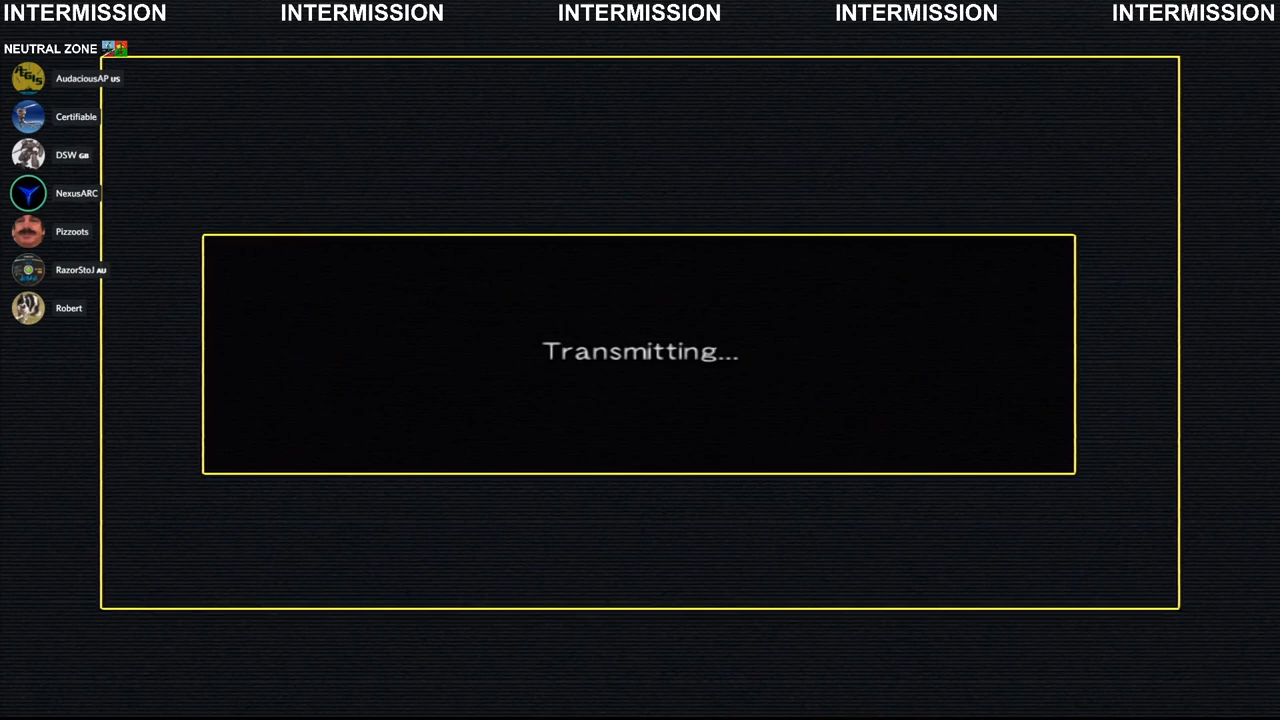 INTERMISSION INTERMISSION INTERMISSION INTERMISSION INTERMISSION
NEUTRAL ZONE
AudaciousAP US
Certifiable
DSW GB
NexusARC
Pizzoots
RazorStoJ AU
Robert
Transmitting...